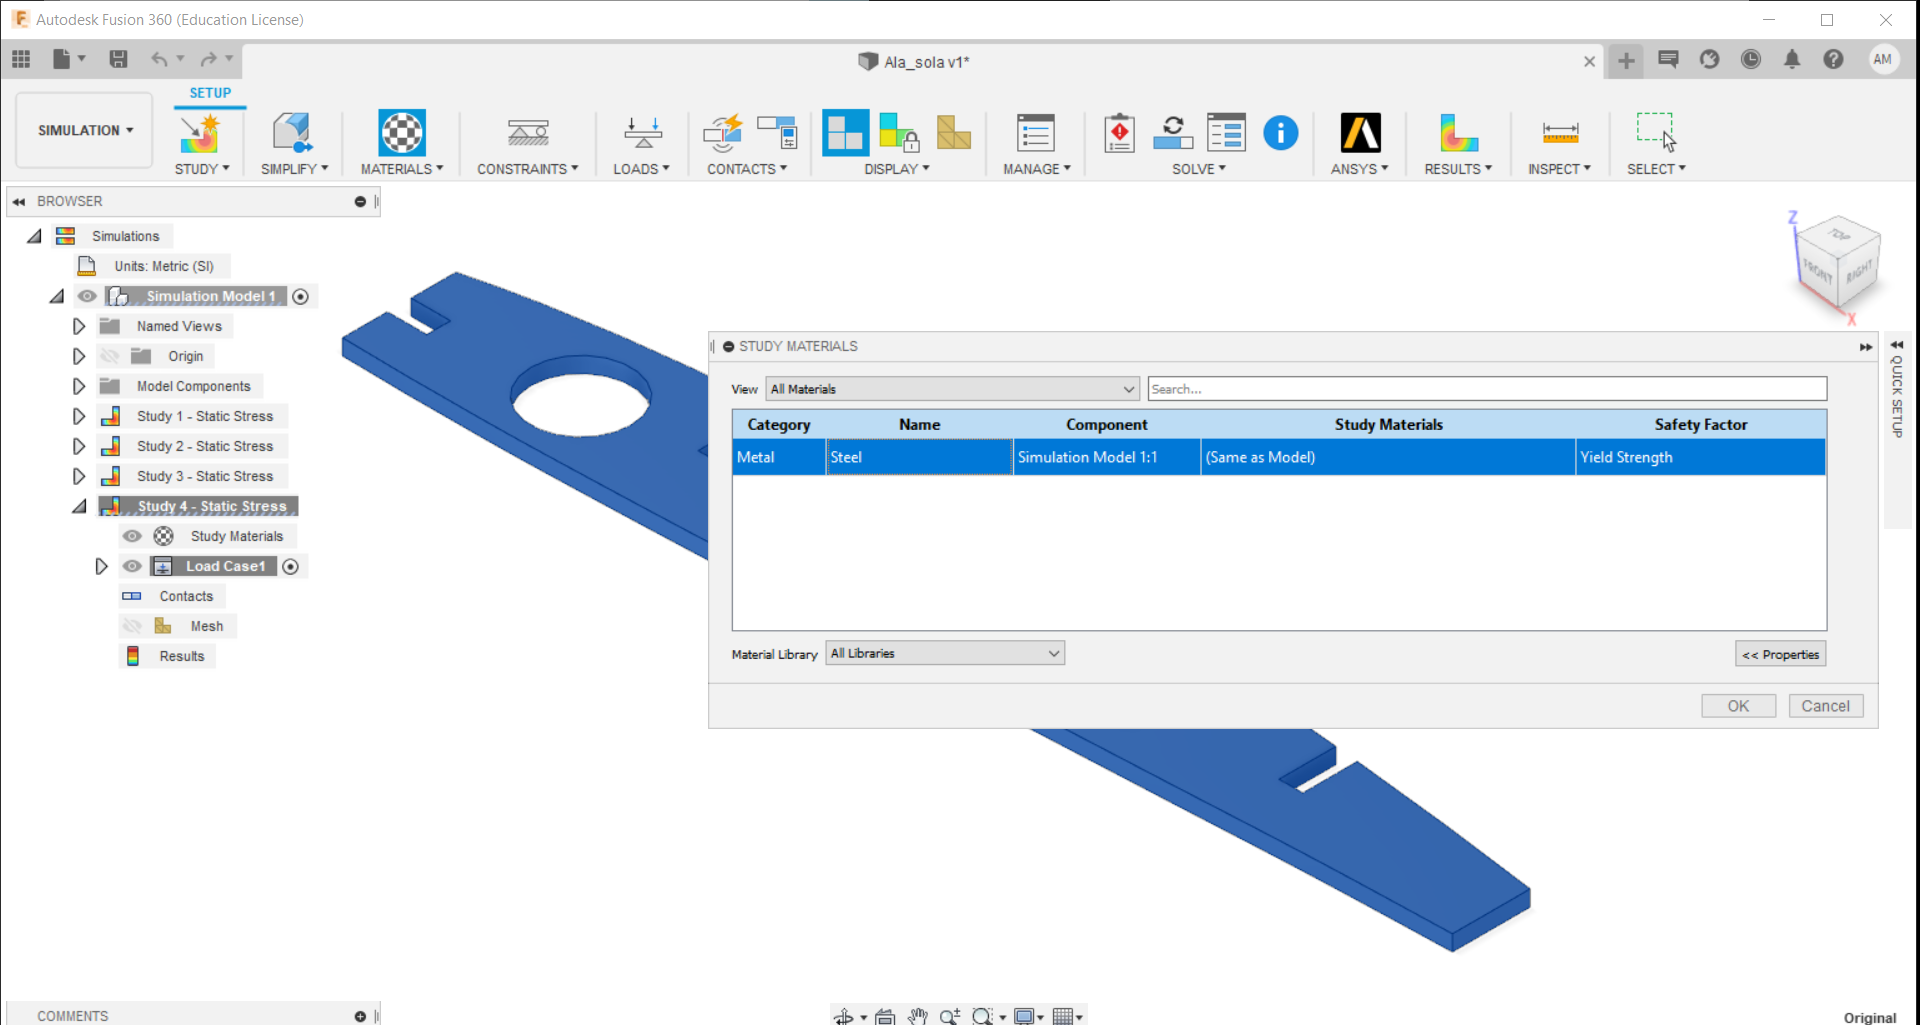 Autodesk Fusion 360 (Education License)
Ala_sola v1*
AM
SIMULATION
SETUP
STUDY
SIMPLIFY
MATERIALS
CONSTRAINTS
LOADS
CONTACTS
DISPLAY
MANAGE
SOLVE
ANSYS
RESULTS
INSPECT
SELECT
BROWSER
Simulations
Units: Metric (SI)
Simulation Model 1
Named Views
Origin
Model Components
Study 1 - Static Stress
Study 2 - Static Stress
Study 3 - Static Stress
Study 4 - Static Stress
Study Materials
Load Case1
Contacts
Mesh
Results
Z
TOP
FRONT
RIGHT
X
STUDY MATERIALS
View All Materials Search...
Category Name Component Study Materials Safety Factor
Metal Steel Simulation Model 1:1 (Same as Model) Yield Strength
Material Library All Libraries << Properties
OK Cancel
QUICK SETUP
COMMENTS
Original